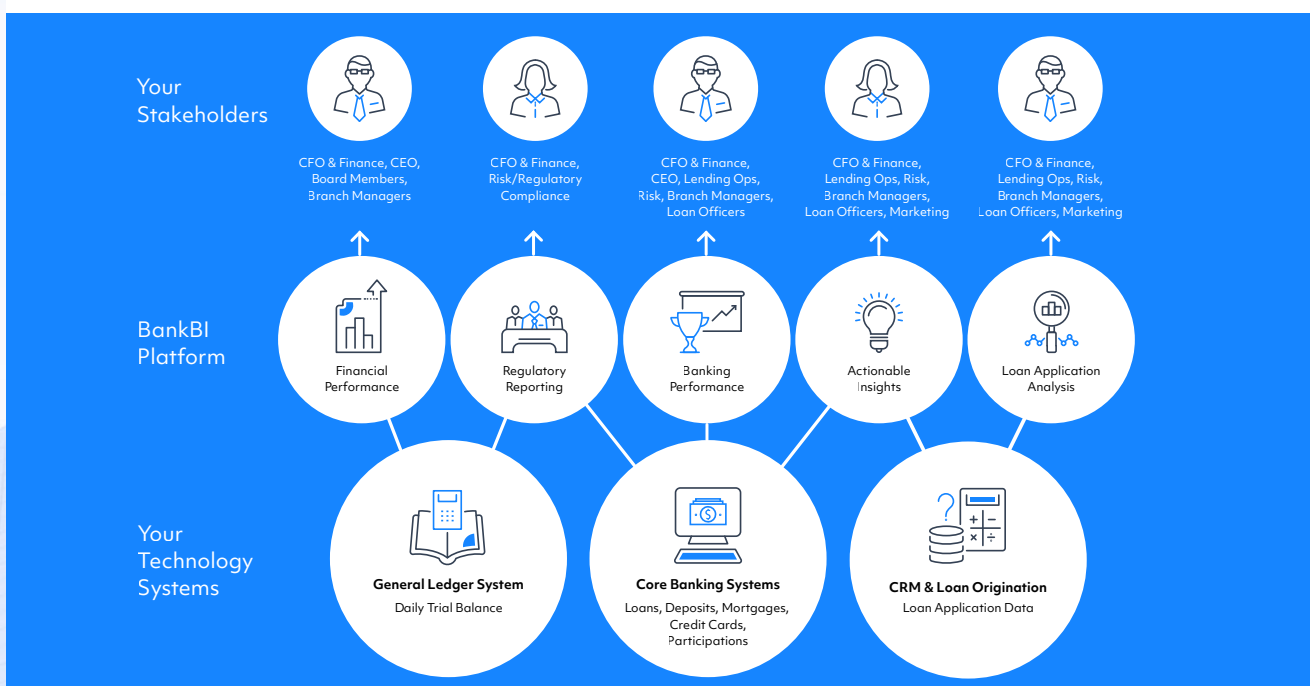 Your
Stakeholders
CFO & Finance, CEO,
Board Members,
Branch Managers
CFO & Finance,
Risk/Regulatory
Compliance
CFO & Finance,
CEO, Lending Ops,
Risk, Branch Managers,
Loan Officers
CFO & Finance,
Lending Ops, Risk,
Branch Managers,
Loan Officers, Marketing
CFO & Finance,
Lending Ops, Risk,
Branch Managers,
Loan Officers, Marketing
BankBI
Platform
Financial
Performance
Regulatory
Reporting
Banking
Performance
Actionable
Insights
Loan Application
Analysis
Your
Technology
Systems
General Ledger System
Daily Trial Balance
Core Banking Systems
Loans, Deposits, Mortgages,
Credit Cards,
Participations
CRM & Loan Origination
Loan Application Data